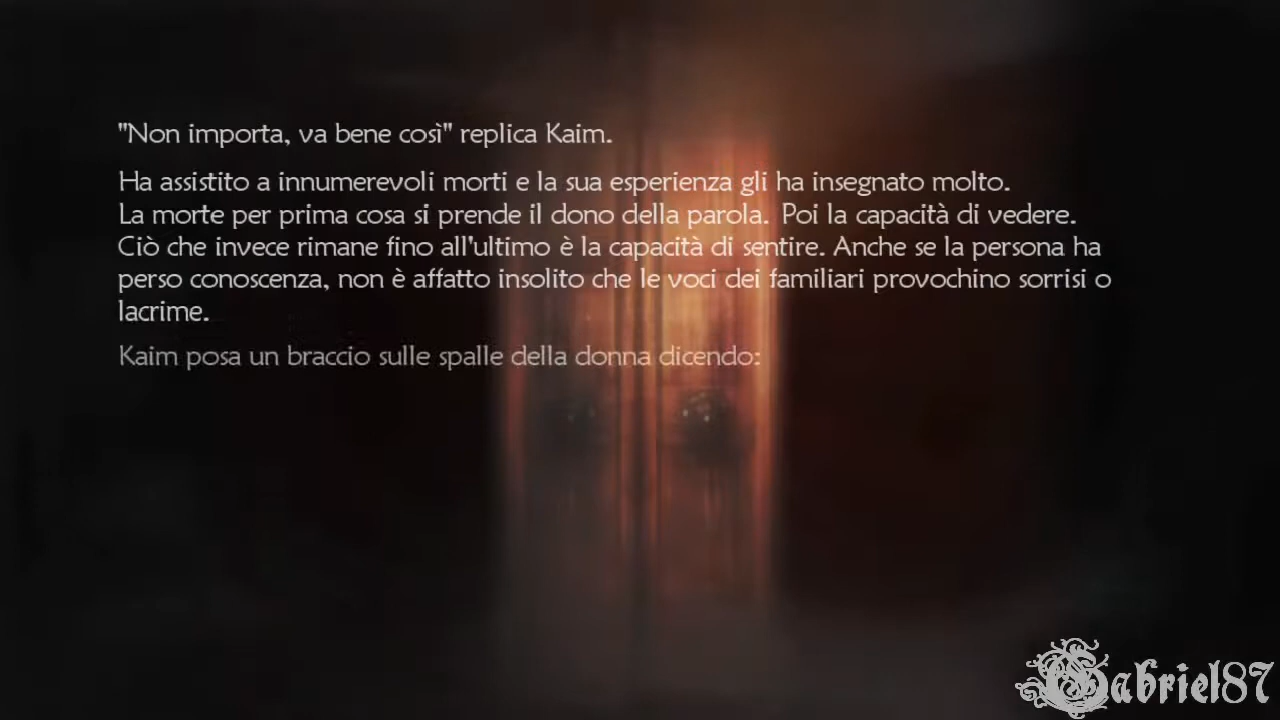 "Non importa, va bene così" replica Kaim.
Ha assistito a innumerevoli morti e la sua esperienza gli ha insegnato molto.
La morte per prima cosa si prende il dono della parola. Poi la capacità di vedere.
Ciò che invece rimane fino all'ultimo è la capacità di sentire. Anche se la persona ha
perso conoscenza, non è affatto insolito che le voci dei familiari provochino sorrisi o
lacrime.
Kaim posa un braccio sulle spalle della donna dicendo:
Gabriel87